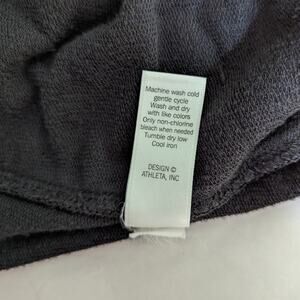 Machine wash cold
gentle cycle
Wash and dry
with like colors
Only non-chlorine
bleach when needed
Tumble dry low
Cool iron
DESIGN ©
ATHLETA, INC